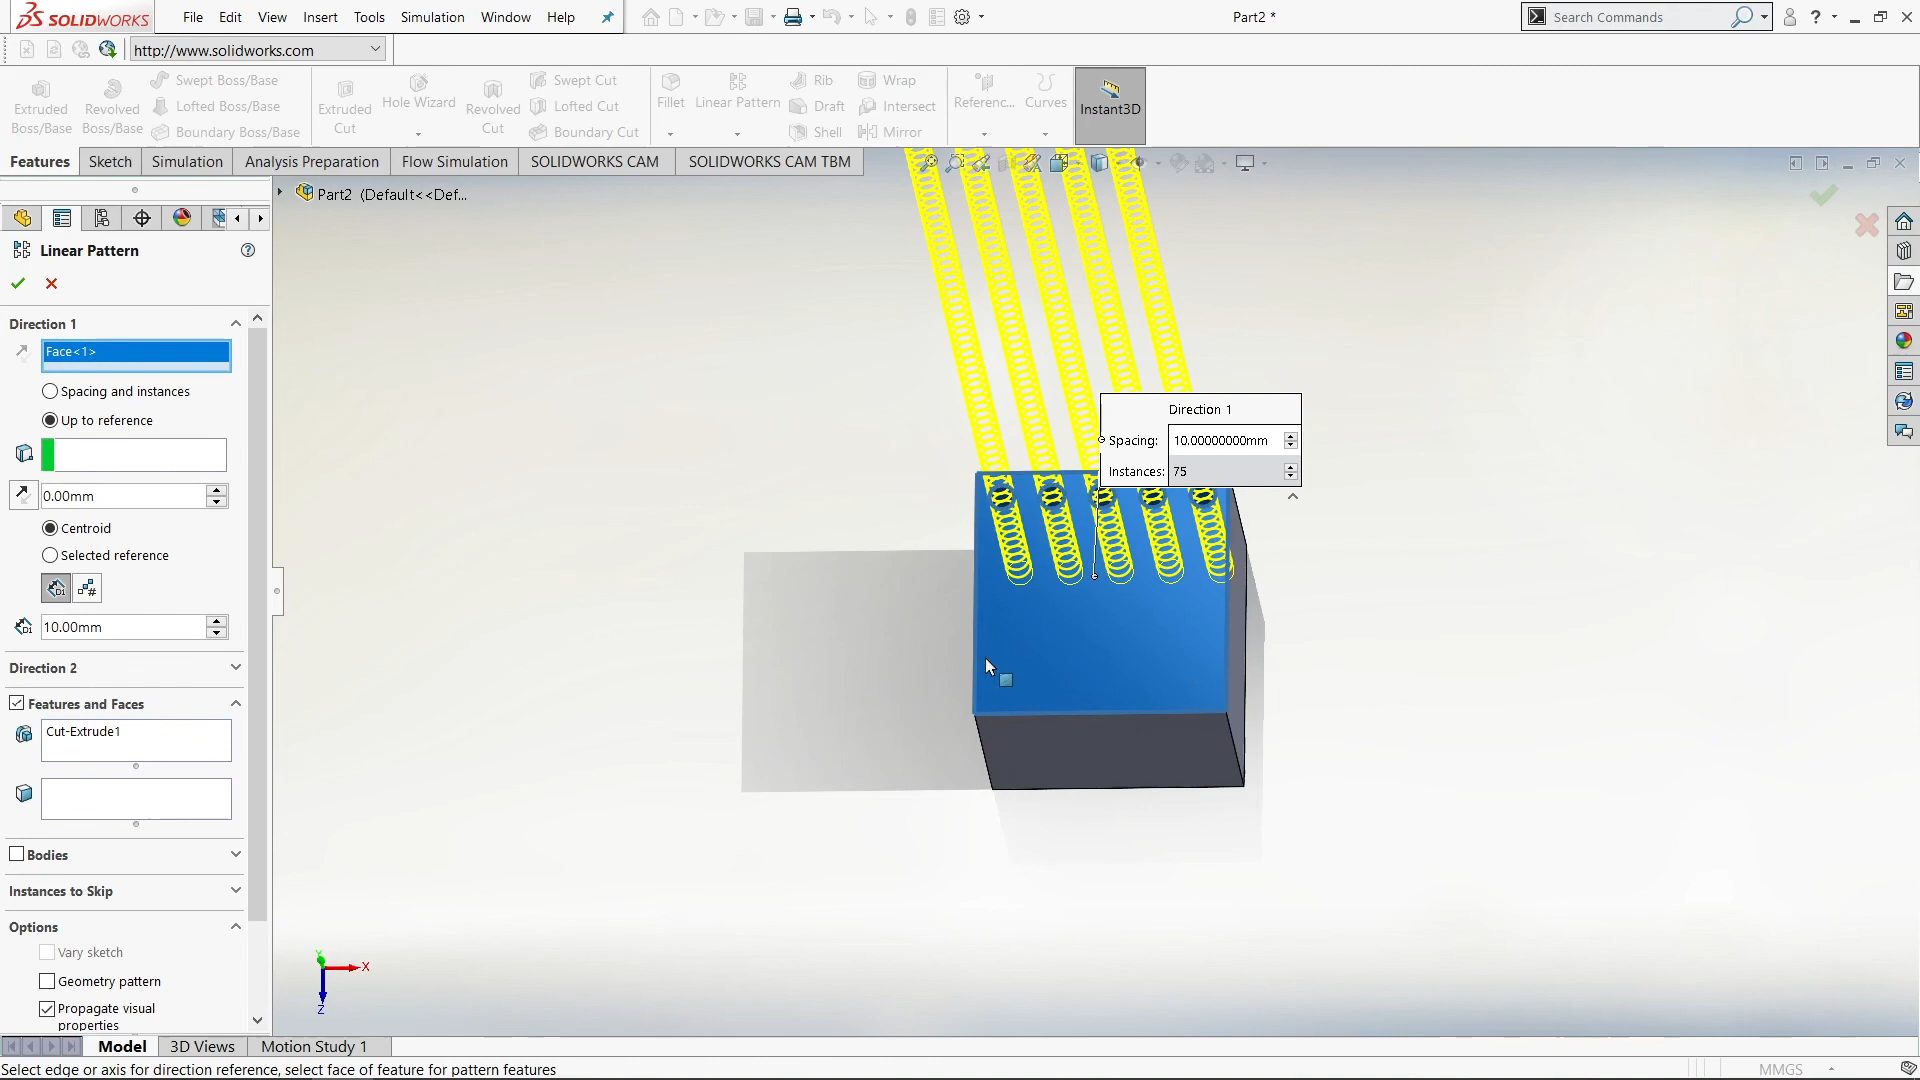 SOLIDWORKS File Edit View Insert Tools Simulation Window Help Part2 * Search Commands ?
http://www.solidworks.com
Extruded Boss/Base
Revolved Boss/Base
Swept Boss/Base
Lofted Boss/Base
Boundary Boss/Base
Extruded Cut
Hole Wizard
Revolved Cut
Swept Cut
Lofted Cut
Boundary Cut
Fillet
Linear Pattern
Rib
Draft
Shell
Wrap
Intersect
Mirror
Referenc...
Curves
Instant3D
Features Sketch Simulation Analysis Preparation Flow Simulation SOLIDWORKS CAM SOLIDWORKS CAM TBM
Part2 (Default<<Def...
Linear Pattern ?
Direction 1
Face<1>
Spacing and instances
Up to reference
0.00mm
Centroid
Selected reference
D1 #
D1 10.00mm
Direction 2
Features and Faces
Cut-Extrude1
Bodies
Instances to Skip
Options
Vary sketch
Geometry pattern
Propagate visual
properties
Direction 1
Spacing: 10.00000000mm
Instances: 75
Y
X
Z
Model 3D Views Motion Study 1
Select edge or axis for direction reference, select face of feature for pattern features MMGS